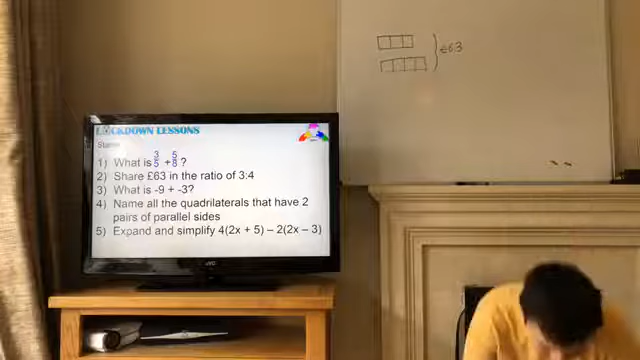 LOCKDOWN LESSONS
Starter
1) What is 3/5 + 5/8 ?
2) Share £63 in the ratio of 3:4
3) What is -9 + -3?
4) Name all the quadrilaterals that have 2
pairs of parallel sides
5) Expand and simplify 4(2x + 5) – 2(2x – 3)
£63
JVC